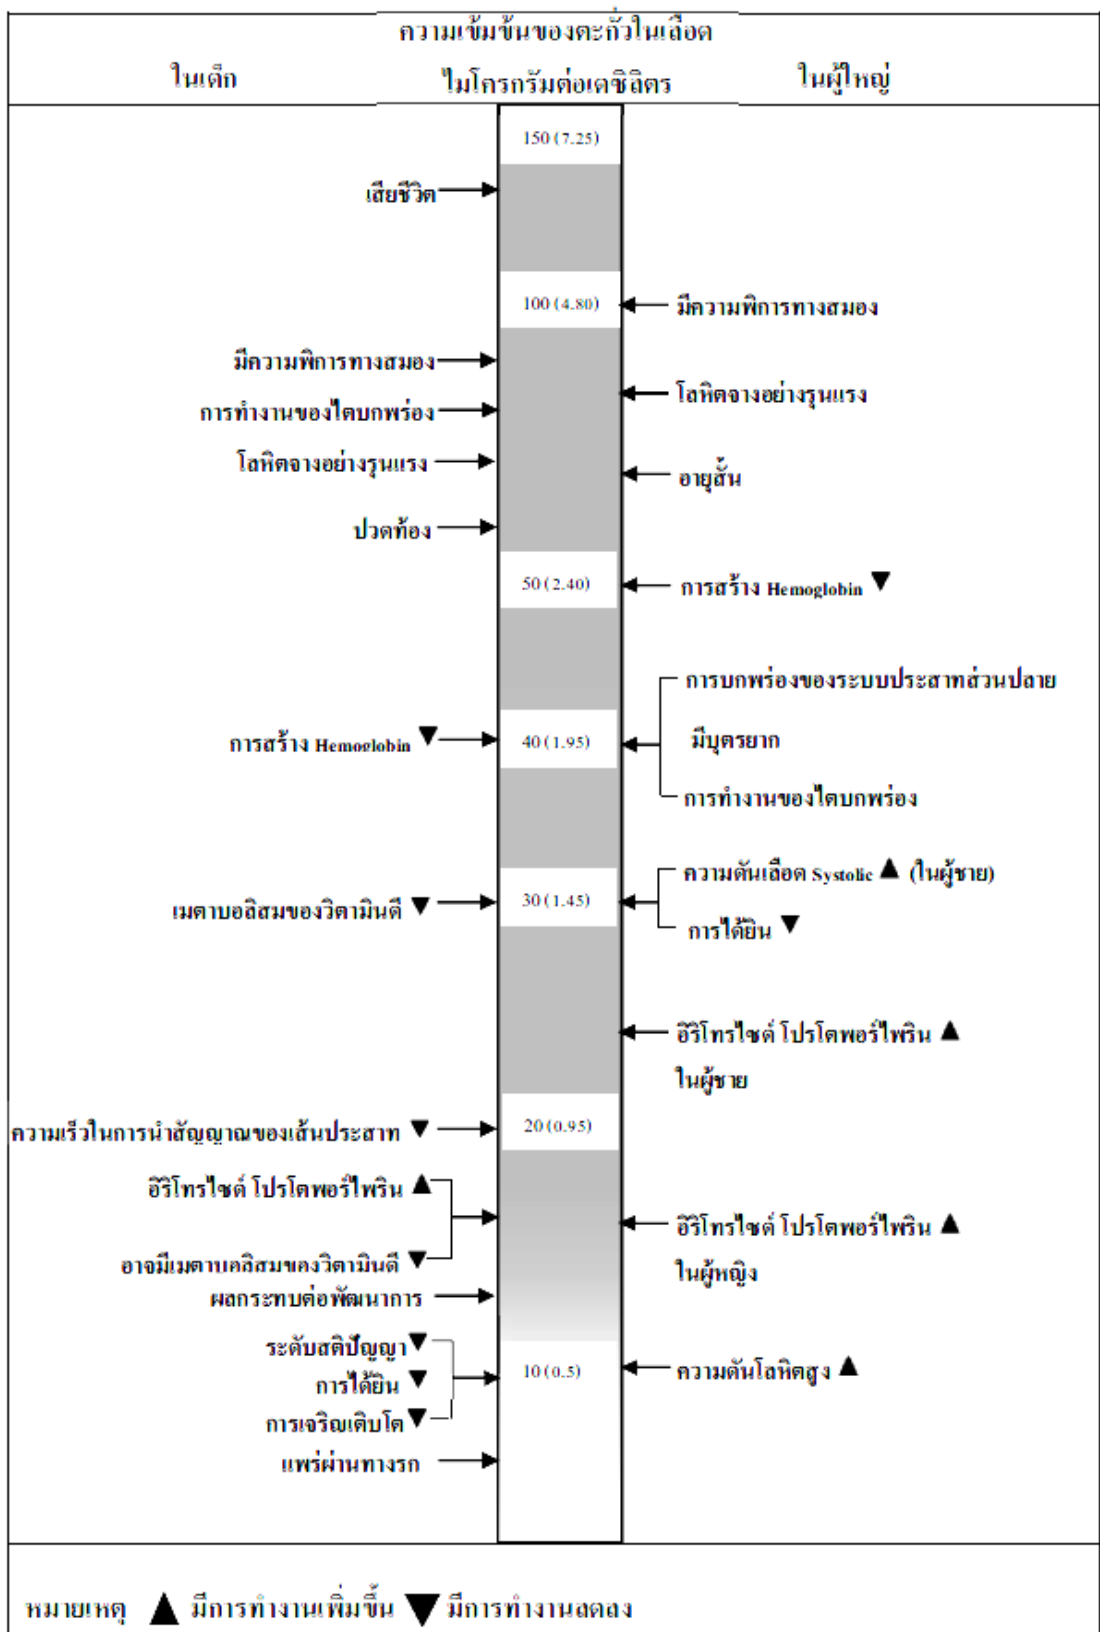 ความเข้มข้นของตะกั่วในเลือด
ในเด็ก ไมโครกรัมต่อเดซิลิตร ในผู้ใหญ่
150 (7.25)
เสียชีวิต
100 (4.80) มีความพิการทางสมอง
มีความพิการทางสมอง
โลหิตจางอย่างรุนแรง
การทำงานของไตบกพร่อง
โลหิตจางอย่างรุนแรง
อายุสั้น
ปวดท้อง
50 (2.40) การสร้าง Hemoglobin ▼
การบกพร่องของระบบประสาทส่วนปลาย
การสร้าง Hemoglobin ▼ 40 (1.95) มีบุตรยาก
การทำงานของไตบกพร่อง
ความดันเลือด Systolic ▲ (ในผู้ชาย)
เมตาบอลิสมของวิตามินดี ▼ 30 (1.45)
การได้ยิน ▼
อิริโทรไซต์ โปรโตพอร์ไพริน ▲
ในผู้ชาย
ความเร็วในการนำสัญญาณของเส้นประสาท ▼ 20 (0.95)
อิริโทรไซต์ โปรโตพอร์ไพริน ▲
อิริโทรไซต์ โปรโตพอร์ไพริน ▲
อาจมีเมตาบอลิสมของวิตามินดี ▼
ในผู้หญิง
ผลกระทบต่อพัฒนาการ
ระดับสติปัญญา ▼
10 (0.5) ความดันโลหิตสูง ▲
การได้ยิน ▼
การเจริญเติบโต ▼
แพร่ผ่านทางรก
หมายเหตุ ▲ มีการทำงานเพิ่มขึ้น ▼ มีการทำงานลดลง